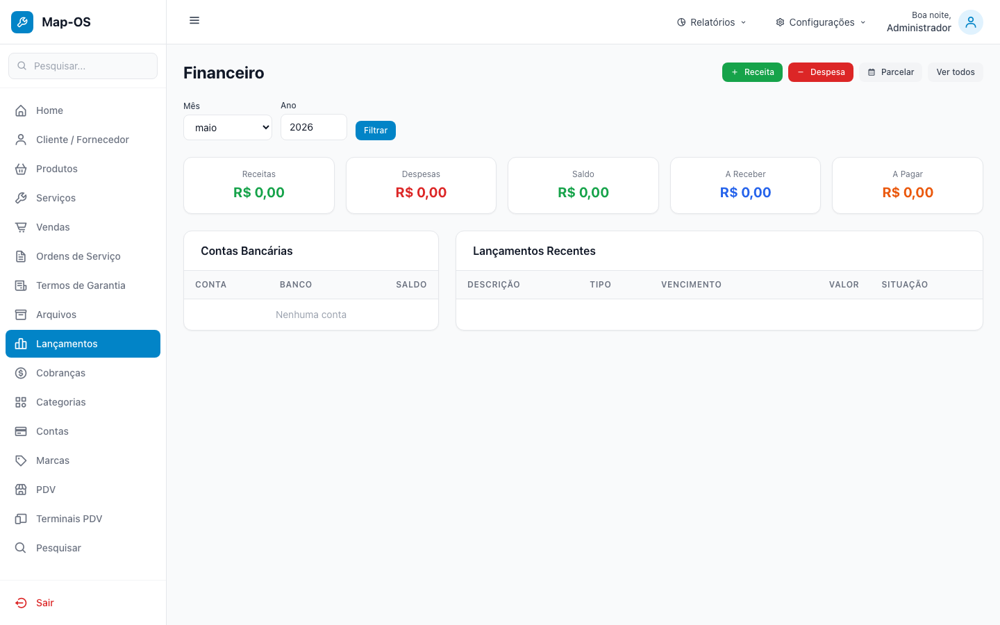 Map-OS
Relatórios
Configurações
Boa noite,
Administrador
Pesquisar...
Home
Cliente / Fornecedor
Produtos
Serviços
Vendas
Ordens de Serviço
Termos de Garantia
Arquivos
Lançamentos
Cobranças
Categorias
Contas
Marcas
PDV
Terminais PDV
Pesquisar
Sair
Financeiro
+ Receita
− Despesa
Parcelar
Ver todos
Mês
Ano
maio
2026
Filtrar
Receitas
R$ 0,00
Despesas
R$ 0,00
Saldo
R$ 0,00
A Receber
R$ 0,00
A Pagar
R$ 0,00
Contas Bancárias
CONTA BANCO SALDO
Nenhuma conta
Lançamentos Recentes
DESCRIÇÃO TIPO VENCIMENTO VALOR SITUAÇÃO